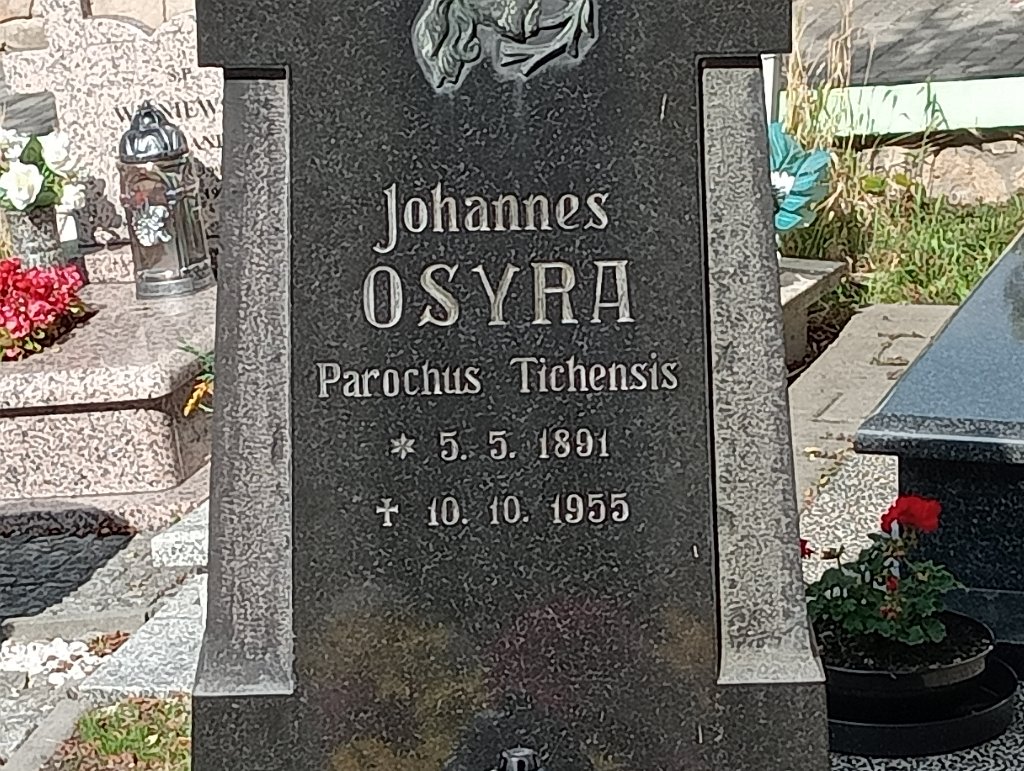 Johannes
OSYRA
Parochus Tichensis
* 5. 5. 1891
✝ 10. 10. 1955